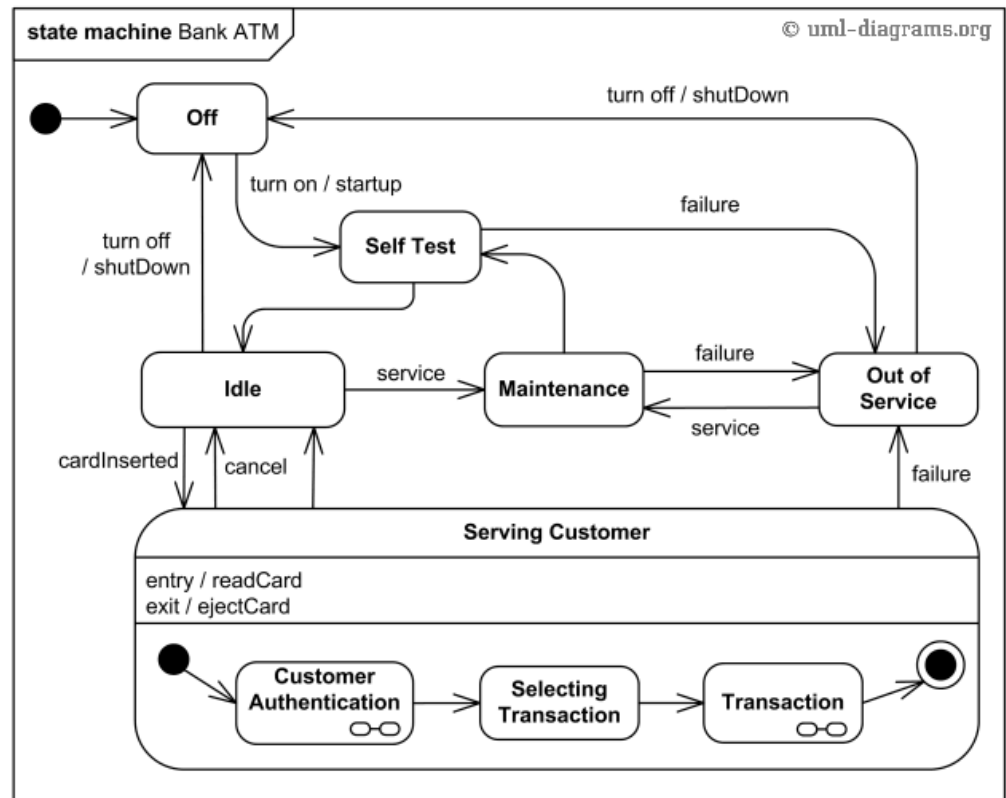 state machine Bank ATM
© uml-diagrams.org
Off
turn off / shutDown
turn on / startup
failure
Self Test
turn off
/ shutDown
Idle
service
Maintenance
failure
Out of
Service
service
cardInserted
cancel
failure
Serving Customer
entry / readCard
exit / ejectCard
Customer
Authentication
Selecting
Transaction
Transaction